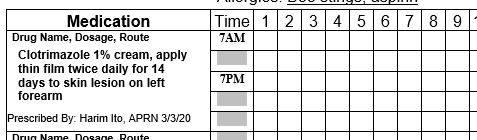 Allergies: Bee stings, aspirin
Medication Time 1 2 3 4 5 6 7 8 9
Drug Name, Dosage, Route 7AM
Clotrimazole 1% cream, apply
thin film twice daily for 14
days to skin lesion on left 7PM
forearm
Prescribed By: Harim Ito, APRN 3/3/20
Drug Name, Dosage, Route